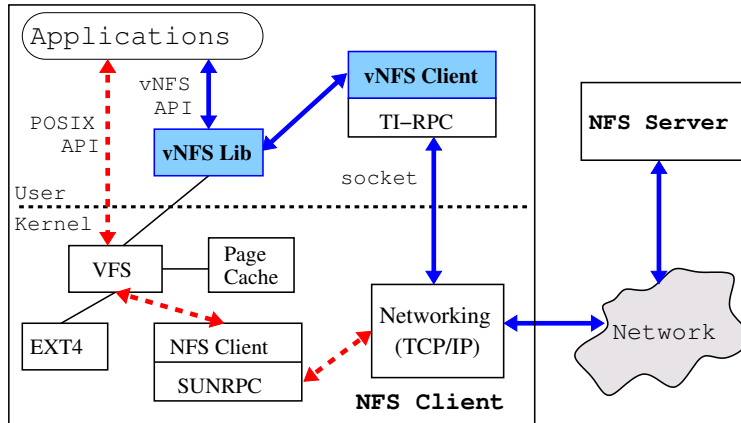 Applications
vNFS
API
POSIX
API
vNFS Client
TI-RPC
vNFS Lib
NFS Server
socket
User
Kernel
VFS
Page
Cache
EXT4
NFS Client
SUNRPC
Networking
(TCP/IP)
Network
NFS Client